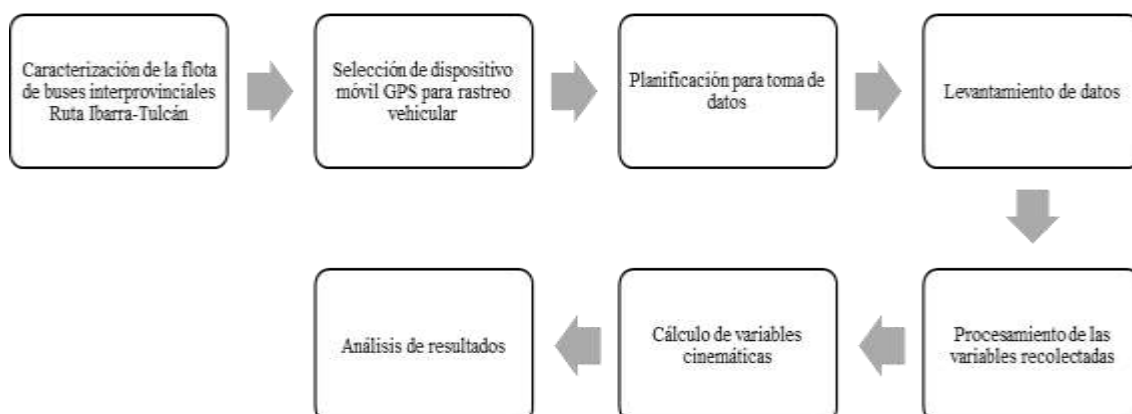 Caracterización de la flota
de buses interprovinciales
Ruta Ibarra-Tulcán
Selección de dispositivo
móvil GPS para rastreo
vehicular
Planificación para toma de
datos
Levantamiento de datos
Procesamiento de las
variables recolectadas
Cálculo de variables
cinemáticas
Análisis de resultados